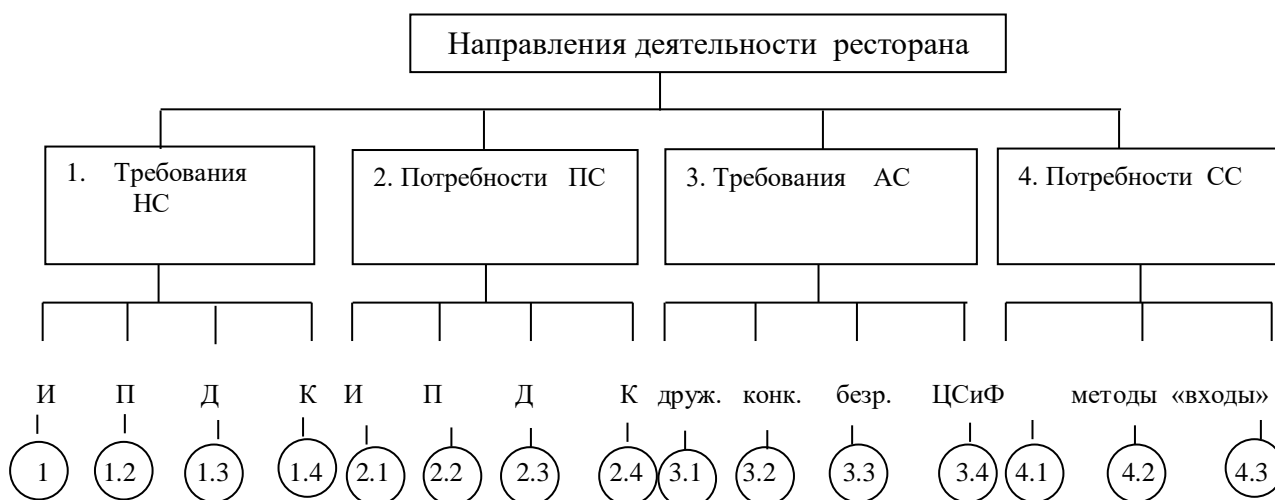 Направления деятельности ресторана
1. Требования
НС
2. Потребности ПС
3. Требования АС
4. Потребности СС
И П Д К И П Д К друж. конк. безр. ЦСиФ методы «входы»
1 1.2 1.3 1.4 2.1 2.2 2.3 2.4 3.1 3.2 3.3 3.4 4.1 4.2 4.3